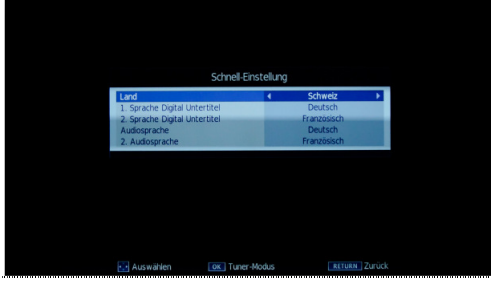 Schnell-Einstellung
Land Schweiz
1. Sprache Digital Untertitel Deutsch
2. Sprache Digital Untertitel Französisch
Audiosprache Deutsch
2. Audiosprache Französisch
Auswählen OK Tuner-Modus RETURN Zurück